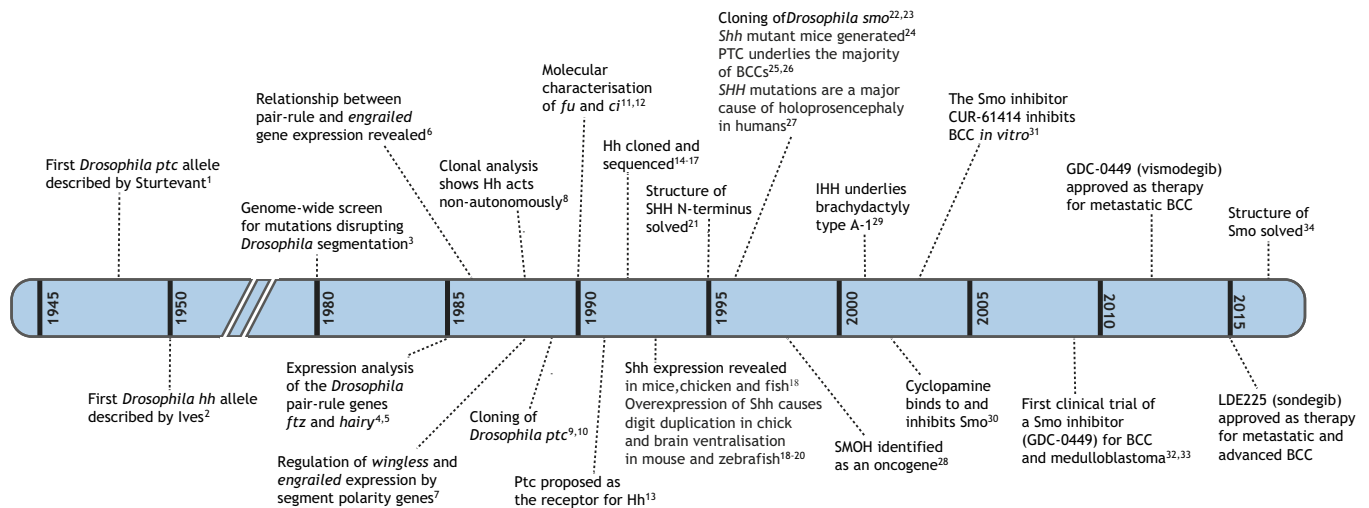 Cloning ofDrosophila smo22,23
Shh mutant mice generated24
PTC underlies the majority
of BCCs25,26
SHH mutations are a major
cause of holoprosencephaly
in humans27
Molecular
characterisation
of fu and ci11,12
Relationship between
pair-rule and engrailed
gene expression revealed6
The Smo inhibitor
CUR-61414 inhibits
BCC in vitro31
Hh cloned and
sequenced14-17
First Drosophila ptc allele
described by Sturtevant1
Clonal analysis
shows Hh acts
non-autonomously8
GDC-0449 (vismodegib)
approved as therapy
for metastatic BCC
Structure of
SHH N-terminus
solved21
IHH underlies
brachydactyly
type A-129
Genome-wide screen
for mutations disrupting
Drosophila segmentation3
Structure of
Smo solved34
1945
1950
1980
1985
1990
1995
2000
2005
2010
2015
First Drosophila hh allele
described by Ives2
Expression analysis
of the Drosophila
pair-rule genes
ftz and hairy4,5
Regulation of wingless and
engrailed expression by
segment polarity genes7
Cloning of
Drosophila ptc9,10
Ptc proposed as
the receptor for Hh13
Shh expression revealed
in mice,chicken and fish18
Overexpression of Shh causes
digit duplication in chick
and brain ventralisation
in mouse and zebrafish18-20
SMOH identified
as an oncogene28
Cyclopamine
binds to and
inhibits Smo30
First clinical trial of
a Smo inhibitor
(GDC-0449) for BCC
and medulloblastoma32,33
LDE225 (sondegib)
approved as therapy
for metastatic and
advanced BCC